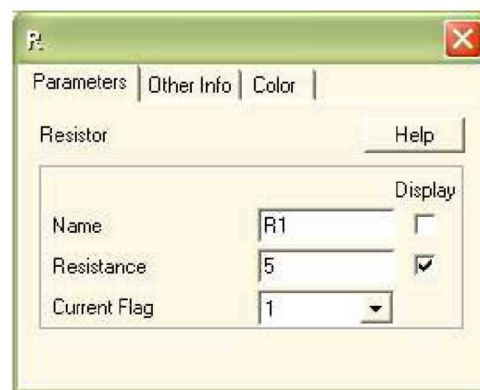 R
Parameters Other Info Color
Resistor Help
Display
Name R1
Resistance 5
Current Flag 1